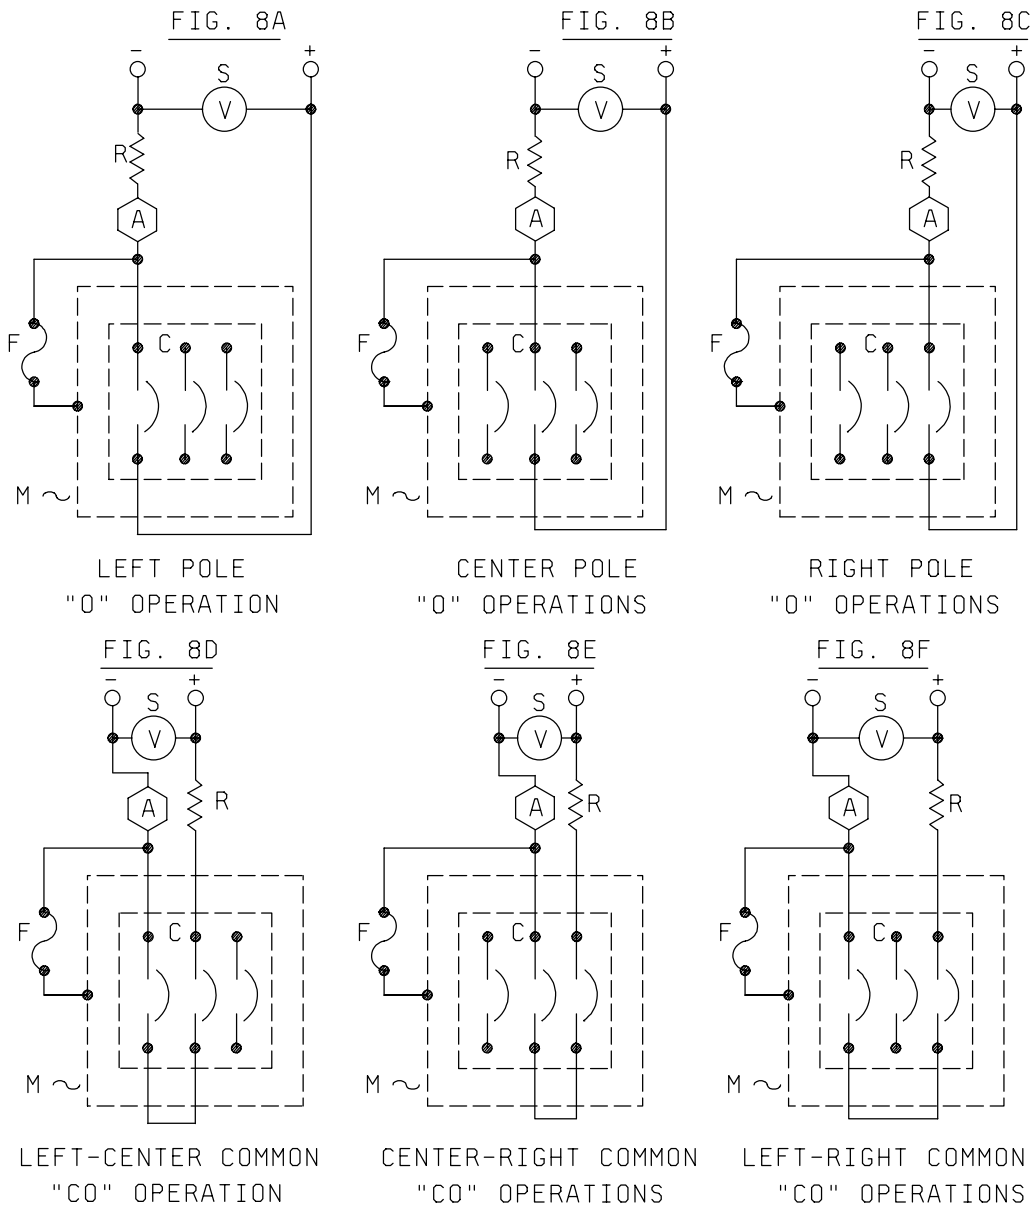 FIG. 8A
FIG. 8B
FIG. 8C
- +
- +
- +
S
S
S
V
V
V
R
R
R
A
A
A
F
C
F
C
F
C
M
M
M
LEFT POLE
"O" OPERATION
CENTER POLE
"O" OPERATIONS
RIGHT POLE
"O" OPERATIONS
FIG. 8D
FIG. 8E
FIG. 8F
- +
- +
- +
S
S
S
V
V
V
A
R
A
R
A
R
F
C
F
C
F
C
M
M
M
LEFT-CENTER COMMON
"CO" OPERATION
CENTER-RIGHT COMMON
"CO" OPERATIONS
LEFT-RIGHT COMMON
"CO" OPERATIONS